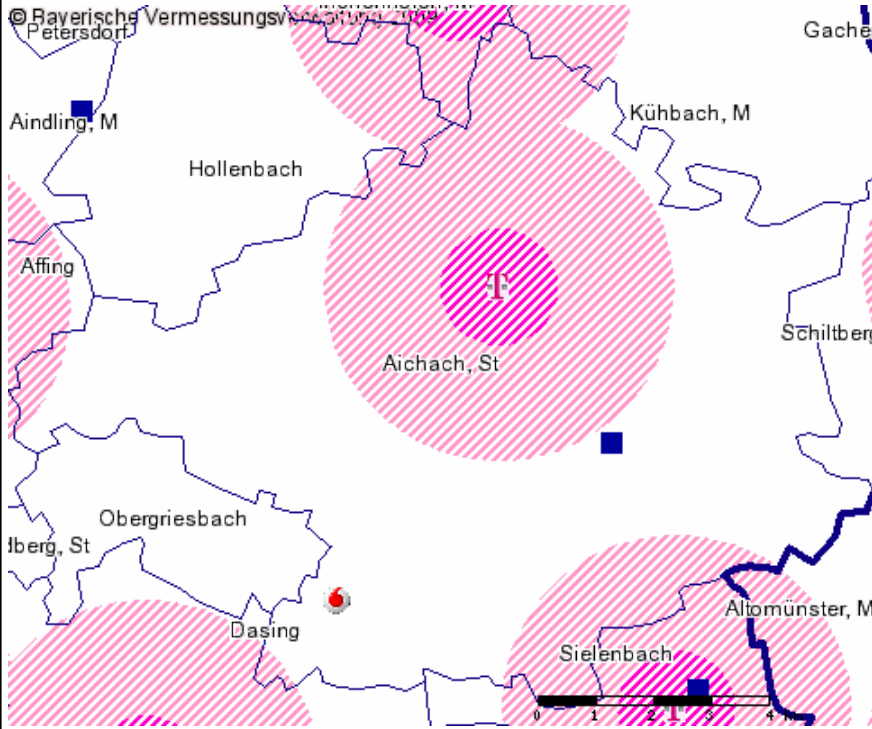 © Bayerische Vermessungsverwaltung 2009
Petersdorf
Gache
Aindling, M
Kühbach, M
Hollenbach
Affing
T
Schiltberg
Aichach, St
Obergriesbach
dberg, St
Altomünster, M
Dasing
Sielenbach
0 1 2 3 4
T